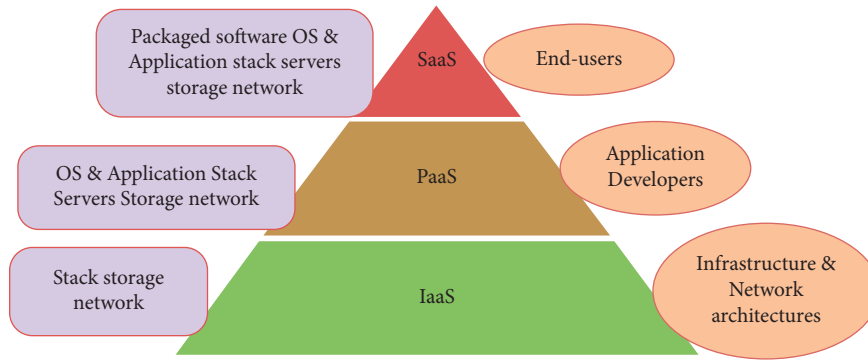 Packaged software OS &
Application stack servers
storage network
SaaS
End-users
OS & Application Stack
Servers Storage network
PaaS
Application
Developers
Stack storage
network
IaaS
Infrastructure &
Network
architectures